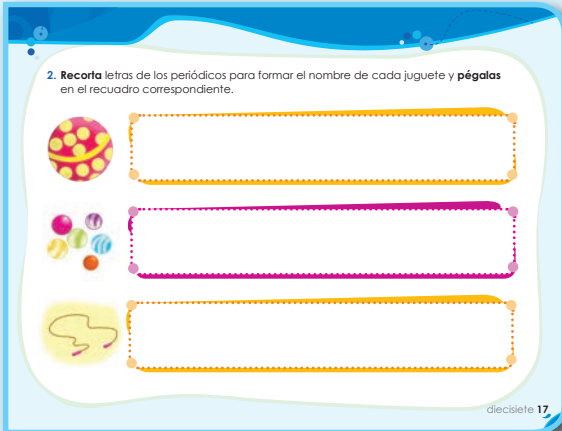 2. Recorta letras de los periódicos para formar el nombre de cada juguete y pégalas
en el recuadro correspondiente.
diecisiete 17